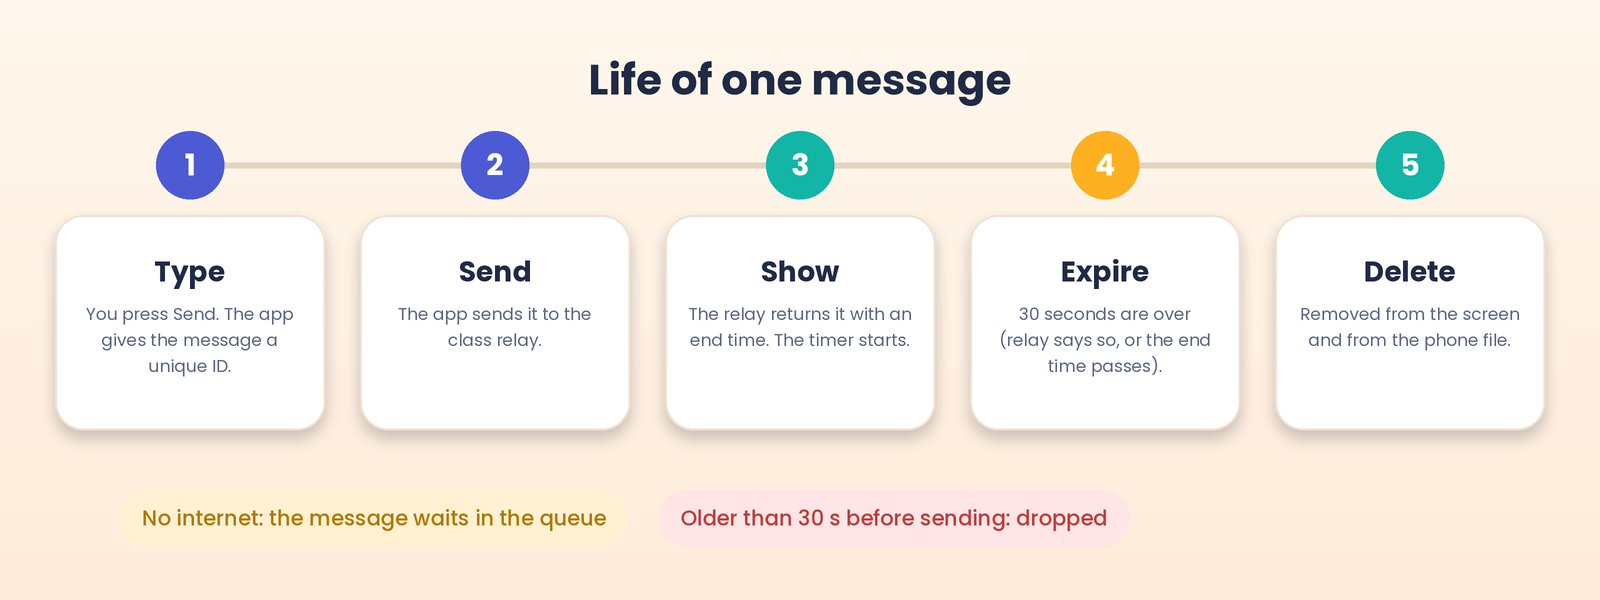 Life of one message
1
2
3
4
5
Type
You press Send. The app
gives the message a
unique ID.
Send
The app sends it to the
class relay.
Show
The relay returns it with an
end time. The timer starts.
Expire
30 seconds are over
(relay says so, or the end
time passes).
Delete
Removed from the screen
and from the phone file.
No internet: the message waits in the queue
Older than 30 s before sending: dropped